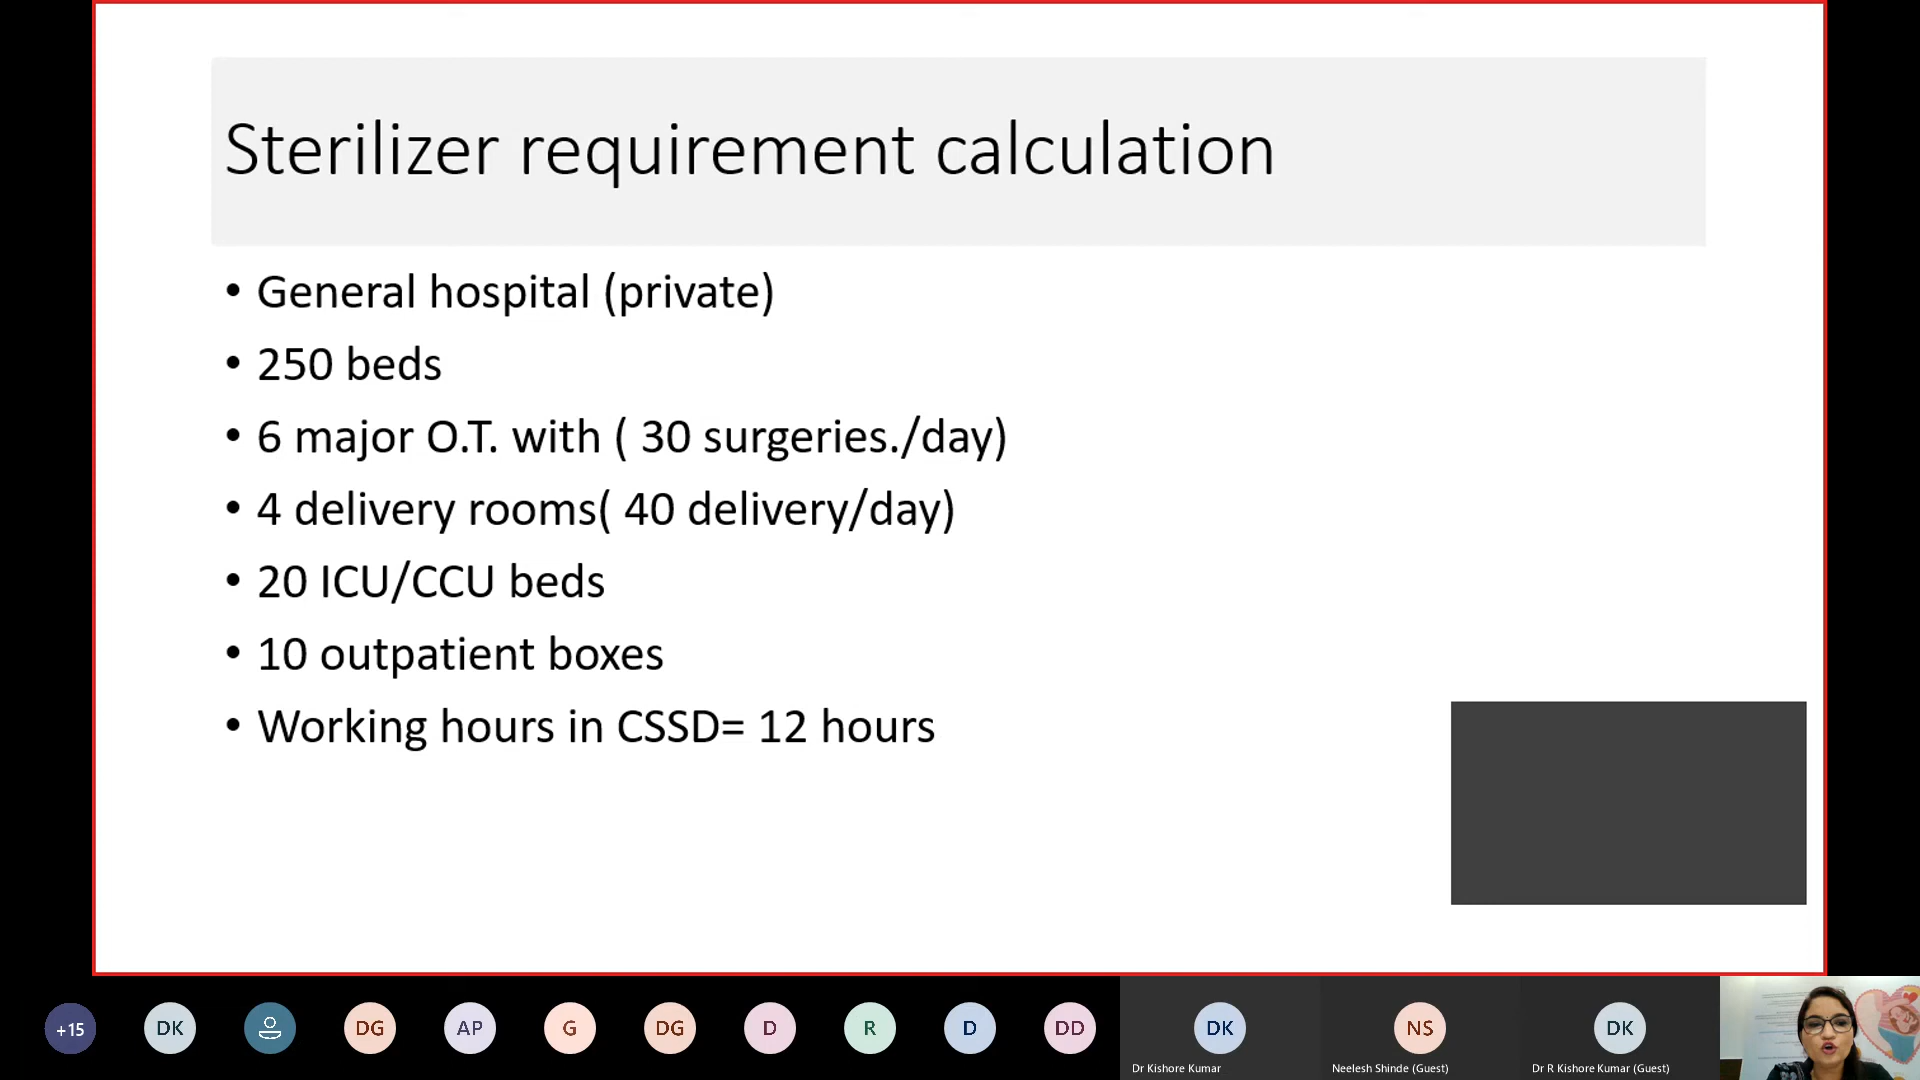 Sterilizer requirement calculation
• General hospital (private)
• 250 beds
• 6 major O.T. with ( 30 surgeries./day)
• 4 delivery rooms( 40 delivery/day)
• 20 ICU/CCU beds
• 10 outpatient boxes
• Working hours in CSSD= 12 hours
+15 DK DG AP G DG D R D DD DK NS DK
Dr Kishore Kumar Neelesh Shinde (Guest) Dr R Kishore Kumar (Guest)